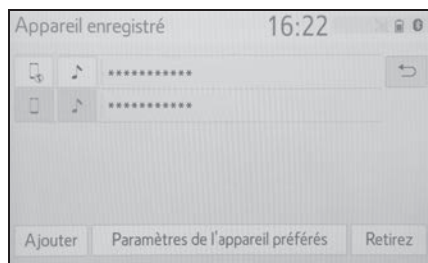 Appareil enregistré 16:22
***********
***********
Ajouter Paramètres de l'appareil préférés Retirez